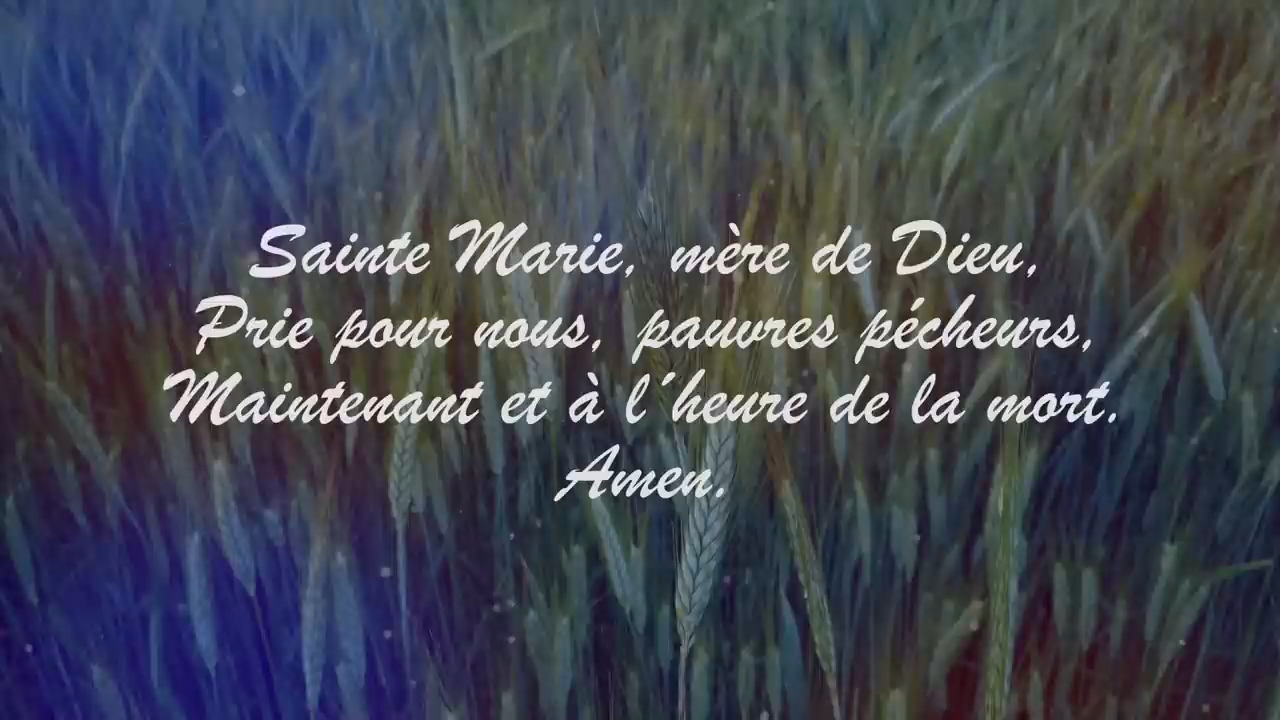 Sainte Marie, mère de Dieu,
Prie pour nous, pauvres pécheurs,
Maintenant et à l´heure de la mort.
Amen.